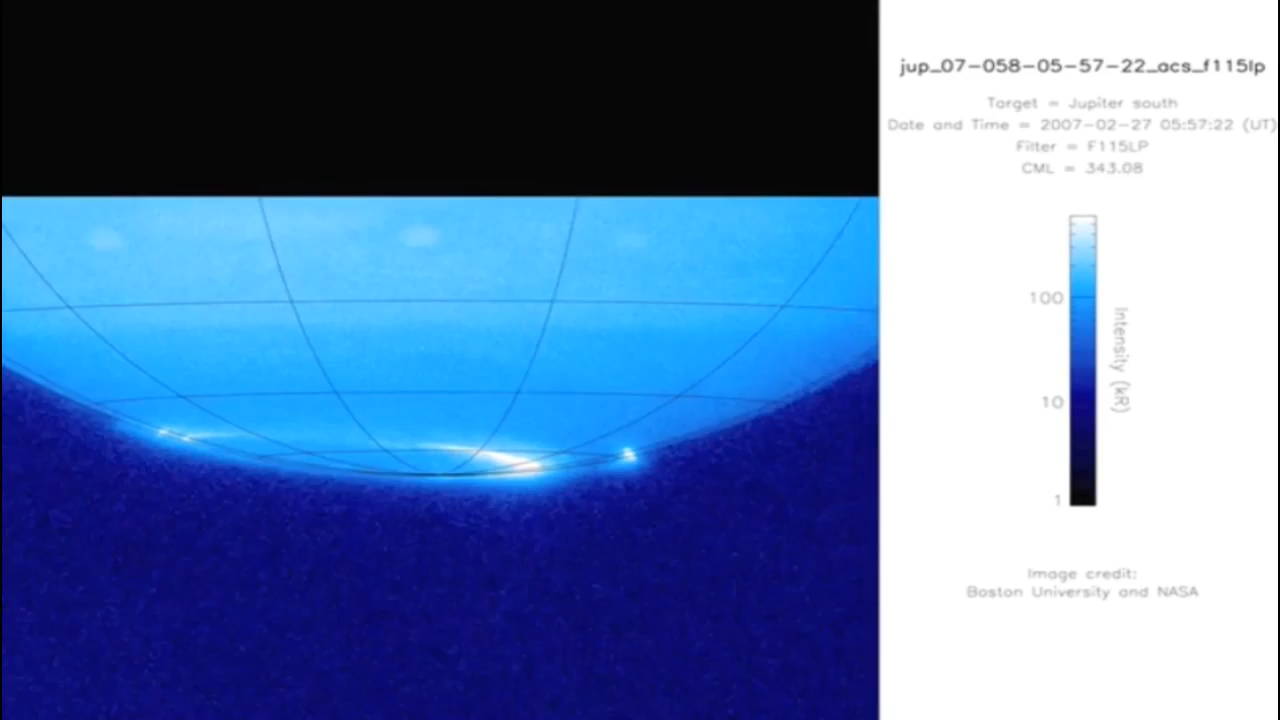 jup_07-058-05-57-22_acs_f115lp
Target = Jupiter south
Date and Time = 2007-02-27 05:57:22 (UT)
Filter = F115LP
CML = 343.08
100
10
1
Intensity (kR)
Image credit:
Boston University and NASA